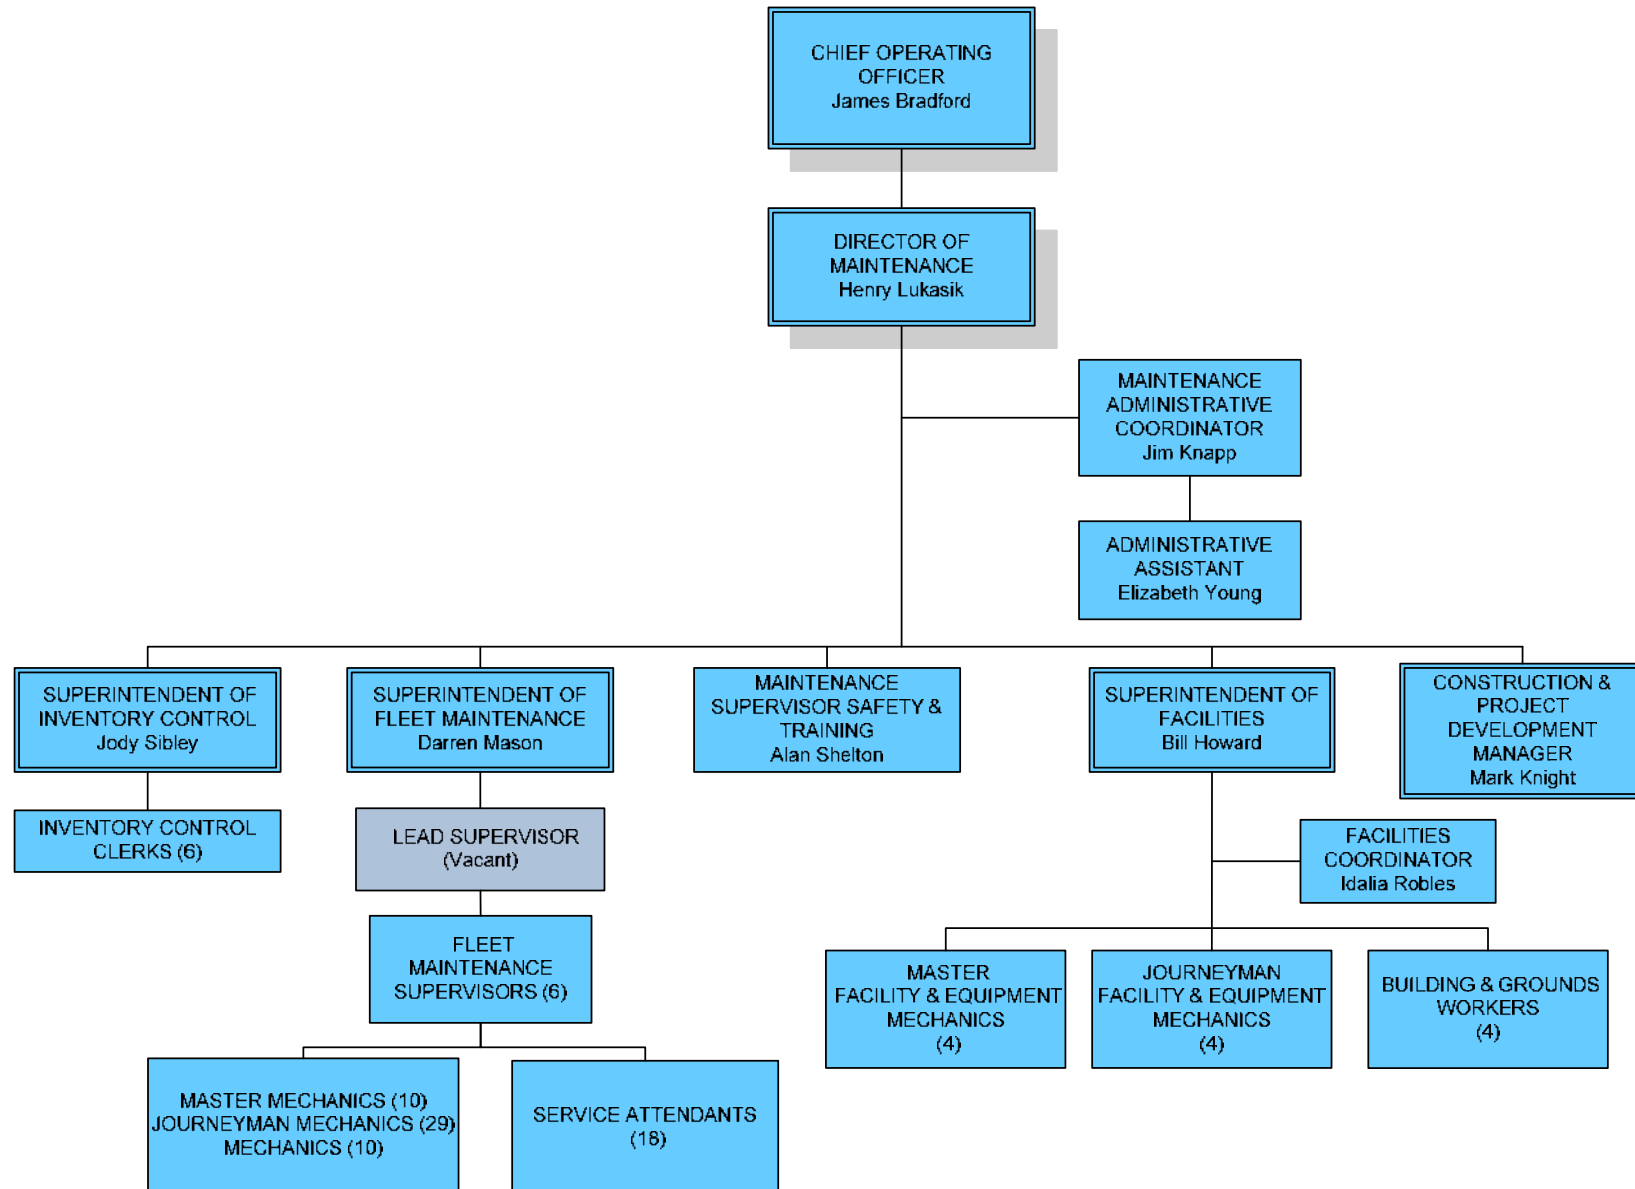 CHIEF OPERATING
OFFICER
James Bradford
DIRECTOR OF
MAINTENANCE
Henry Lukasik
MAINTENANCE
ADMINISTRATIVE
COORDINATOR
Jim Knapp
ADMINISTRATIVE
ASSISTANT
Elizabeth Young
SUPERINTENDENT OF
INVENTORY CONTROL
Jody Sibley
SUPERINTENDENT OF
FLEET MAINTENANCE
Darren Mason
MAINTENANCE
SUPERVISOR SAFETY &
TRAINING
Alan Shelton
SUPERINTENDENT OF
FACILITIES
Bill Howard
CONSTRUCTION &
PROJECT
DEVELOPMENT
MANAGER
Mark Knight
INVENTORY CONTROL
CLERKS (6)
LEAD SUPERVISOR
(Vacant)
FACILITIES
COORDINATOR
Idalia Robles
FLEET
MAINTENANCE
SUPERVISORS (6)
MASTER
FACILITY & EQUIPMENT
MECHANICS
(4)
JOURNEYMAN
FACILITY & EQUIPMENT
MECHANICS
(4)
BUILDING & GROUNDS
WORKERS
(4)
MASTER MECHANICS (10)
JOURNEYMAN MECHANICS (29)
MECHANICS (10)
SERVICE ATTENDANTS
(18)